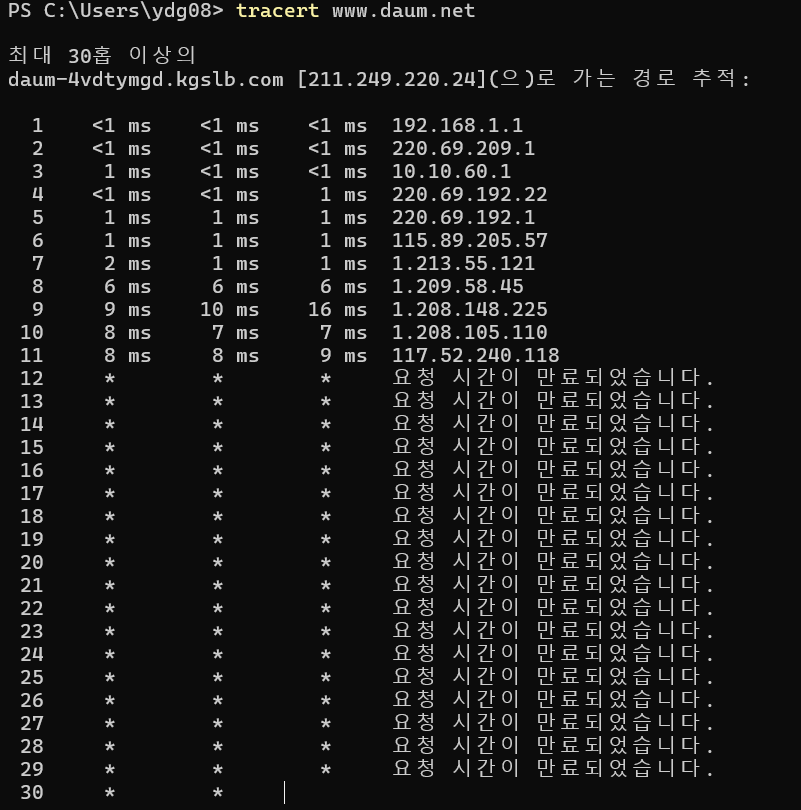 PS C:\Users\ydg08> tracert www.daum.net
최대 30홉 이상의
daum-4vdtymgd.kgslb.com [211.249.220.24](으)로 가는 경로 추적:
1 <1 ms <1 ms <1 ms 192.168.1.1
2 <1 ms <1 ms <1 ms 220.69.209.1
3 1 ms <1 ms <1 ms 10.10.60.1
4 <1 ms <1 ms 1 ms 220.69.192.22
5 1 ms 1 ms 1 ms 220.69.192.1
6 1 ms 1 ms 1 ms 115.89.205.57
7 2 ms 1 ms 1 ms 1.213.55.121
8 6 ms 6 ms 6 ms 1.209.58.45
9 9 ms 10 ms 16 ms 1.208.148.225
10 8 ms 7 ms 7 ms 1.208.105.110
11 8 ms 8 ms 9 ms 117.52.240.118
12 * * * 요청 시간이 만료되었습니다.
13 * * * 요청 시간이 만료되었습니다.
14 * * * 요청 시간이 만료되었습니다.
15 * * * 요청 시간이 만료되었습니다.
16 * * * 요청 시간이 만료되었습니다.
17 * * * 요청 시간이 만료되었습니다.
18 * * * 요청 시간이 만료되었습니다.
19 * * * 요청 시간이 만료되었습니다.
20 * * * 요청 시간이 만료되었습니다.
21 * * * 요청 시간이 만료되었습니다.
22 * * * 요청 시간이 만료되었습니다.
23 * * * 요청 시간이 만료되었습니다.
24 * * * 요청 시간이 만료되었습니다.
25 * * * 요청 시간이 만료되었습니다.
26 * * * 요청 시간이 만료되었습니다.
27 * * * 요청 시간이 만료되었습니다.
28 * * * 요청 시간이 만료되었습니다.
29 * * * 요청 시간이 만료되었습니다.
30 * *